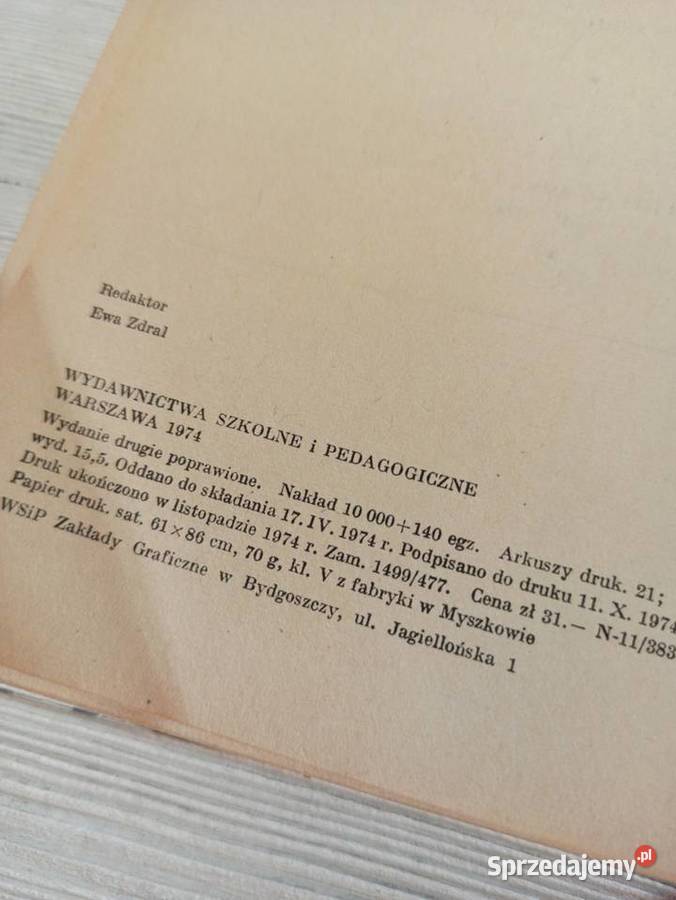 Redaktor
Ewa Zdral
WYDAWNICTWA SZKOLNE i PEDAGOGICZNE
WARSZAWA 1974
Wydanie drugie poprawione. Nakład 10 000+140 egz. Arkuszy druk. 21;
wyd. 15,5. Oddano do składania 17. IV. 1974 r. Podpisano do druku 11. X. 1974
Druk ukończono w listopadzie 1974 r. Zam. 1499/477. Cena zł 31.— N-11/383
Papier druk. sat. 61×86 cm, 70 g, kl. V z fabryki w Myszkowie
WSiP Zakłady Graficzne w Bydgoszczy, ul. Jagiellońska 1
Sprzedajemy.pl